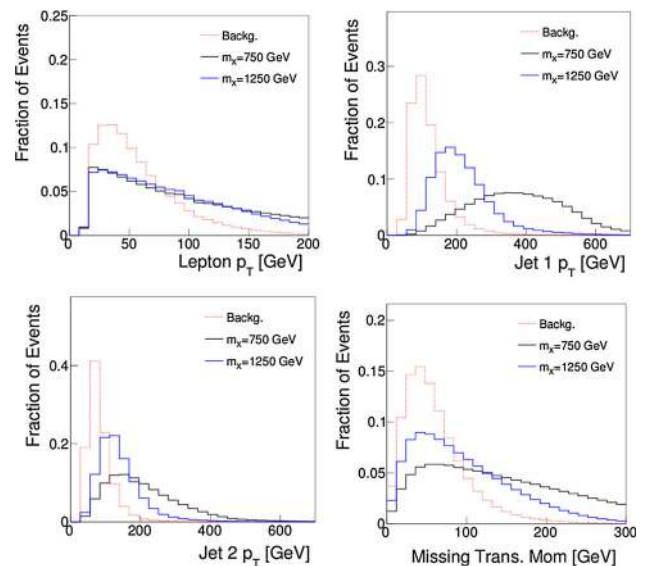 Fraction of Events
0.25
0.2
0.15
0.1
0.05
0
Backg.
m_x=750 GeV
m_x=1250 GeV
0 50 100 150 200
Lepton p_T [GeV]
Fraction of Events
0.3
0.2
0.1
0
Backg.
m_x=750 GeV
m_x=1250 GeV
0 200 400 600
Jet 1 p_T [GeV]
Fraction of Events
0.4
0.2
0
Backg.
m_x=750 GeV
m_x=1250 GeV
0 200 400 600
Jet 2 p_T [GeV]
Fraction of Events
0.2
0.15
0.1
0.05
0
Backg.
m_x=750 GeV
m_x=1250 GeV
0 100 200 300
Missing Trans. Mom [GeV]